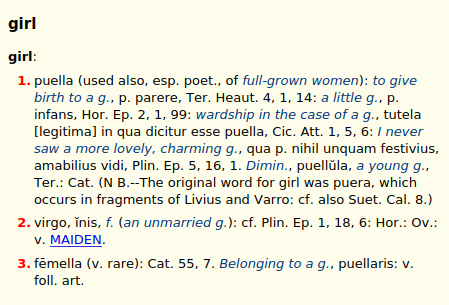 girl
girl:
1. puella (used also, esp. poet., of full-grown women): to give
birth to a g., p. parere, Ter. Heaut. 4, 1, 14: a little g., p.
infans, Hor. Ep. 2, 1, 99: wardship in the case of a g., tutela
[legitima] in qua dicitur esse puella, Cic. Att. 1, 5, 6: I never
saw a more lovely, charming g., qua p. nihil unquam festivius,
amabilius vidi, Plin. Ep. 5, 16, 1. Dimin., puellŭla, a young g.,
Ter.: Cat. (N B.--The original word for girl was puera, which
occurs in fragments of Livius and Varro: cf. also Suet. Cal. 8.)
2. virgo, ĭnis, f. (an unmarried g.): cf. Plin. Ep. 1, 18, 6: Hor.: Ov.:
v. MAIDEN.
3. fēmella (v. rare): Cat. 55, 7. Belonging to a g., puellaris: v.
foll. art.